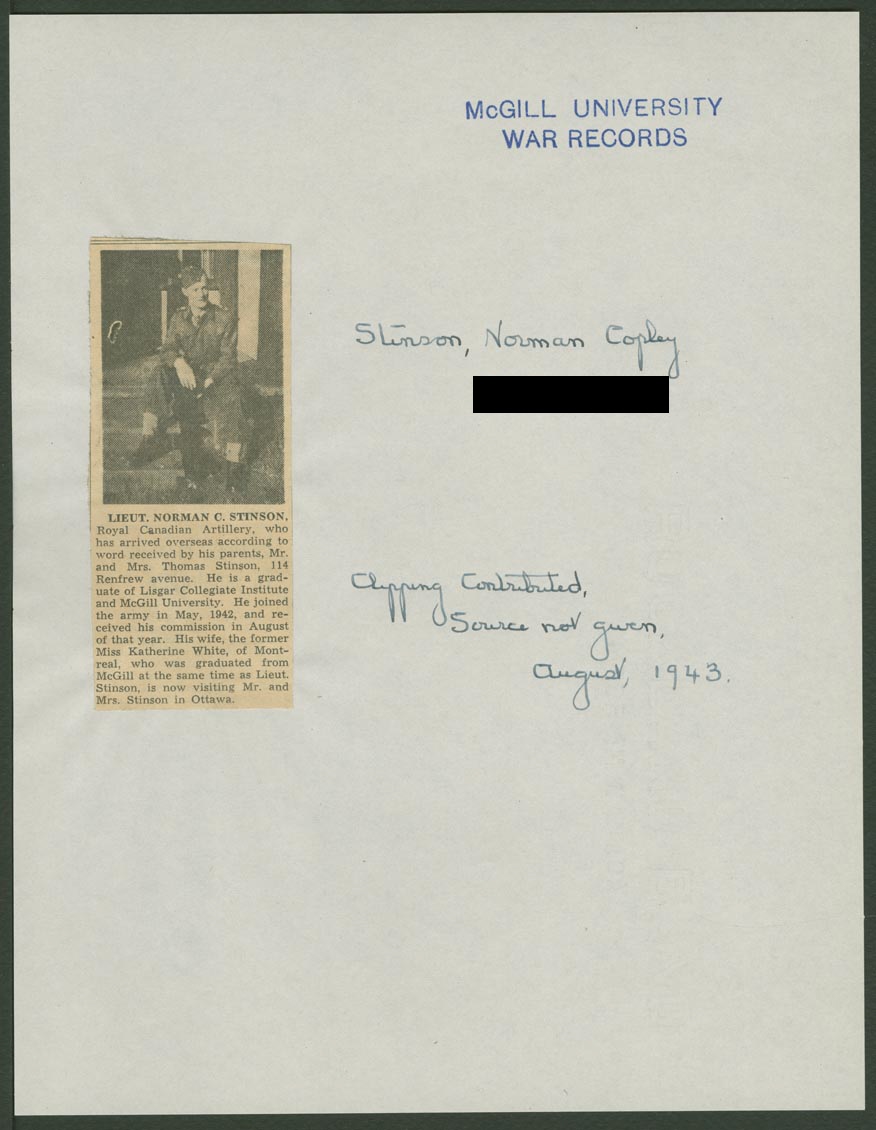 McGILL UNIVERSITY
WAR RECORDS
Stinson, Norman Copley
LIEUT. NORMAN C. STINSON,
Royal Canadian Artillery, who
has arrived overseas according to
word received by his parents, Mr.
and Mrs. Thomas Stinson, 114
Renfrew avenue. He is a grad-
uate of Lisgar Collegiate Institute
and McGill University. He joined
the army in May, 1942, and re-
ceived his commission in August
of that year. His wife, the former
Miss Katherine White, of Mont-
real, who was graduated from
McGill at the same time as Lieut.
Stinson, is now visiting Mr. and
Mrs. Stinson in Ottawa.
Clipping Contributed,
Source not given,
August, 1943.